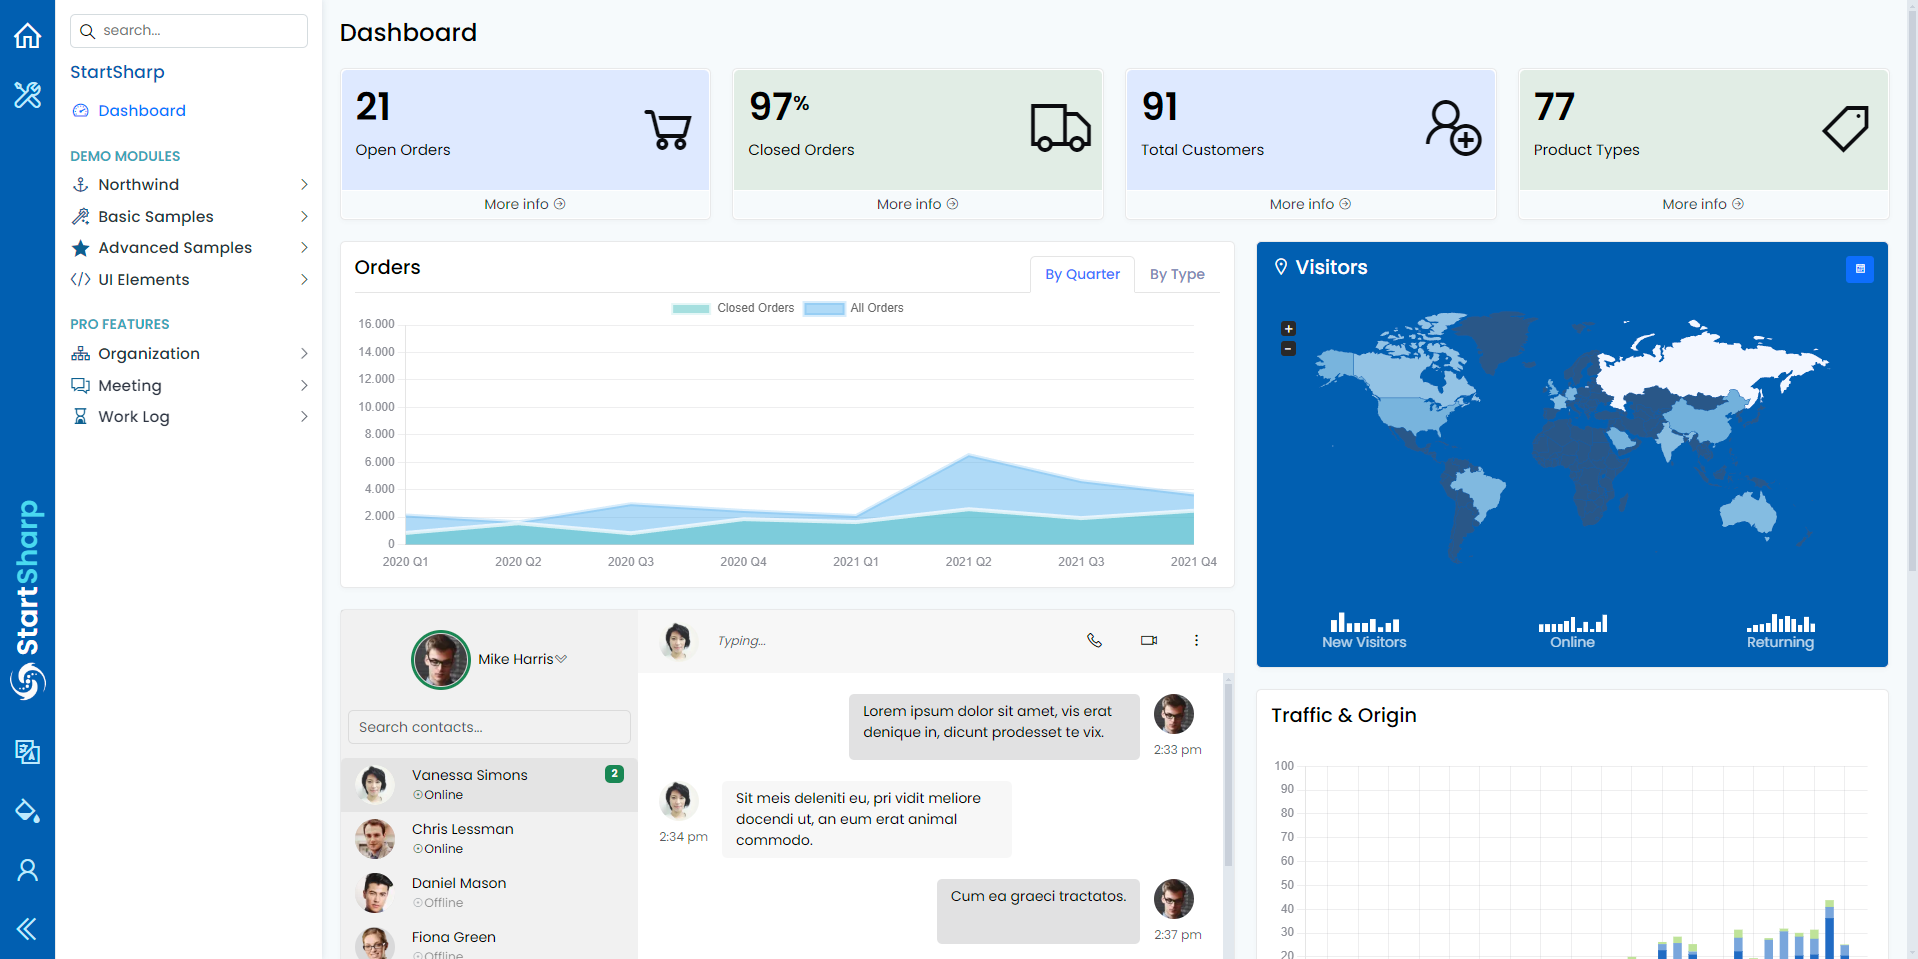 search...
StartSharp
Dashboard
DEMO MODULES
Northwind
Basic Samples
Advanced Samples
UI Elements
PRO FEATURES
Organization
Meeting
Work Log
StartSharp
Dashboard
21
Open Orders
More info
97%
Closed Orders
More info
91
Total Customers
More info
77
Product Types
More info
Orders
By Quarter
By Type
Closed Orders
All Orders
16.000
14.000
12.000
10.000
8.000
6.000
4.000
2.000
0
2020 Q1
2020 Q2
2020 Q3
2020 Q4
2021 Q1
2021 Q2
2021 Q3
2021 Q4
Visitors
+
−
New Visitors
Online
Returning
Mike Harris
Search contacts...
Vanessa Simons
2
Online
Chris Lessman
Online
Daniel Mason
Offline
Fiona Green
Offline
Typing...
Lorem ipsum dolor sit amet, vis erat
denique in, dicunt prodesset te vix.
2:33 pm
Sit meis deleniti eu, pri vidit meliore
docendi ut, an eum erat animal
commodo.
2:34 pm
Cum ea graeci tractatos.
2:37 pm
Traffic & Origin
100
90
80
70
60
50
40
30
20